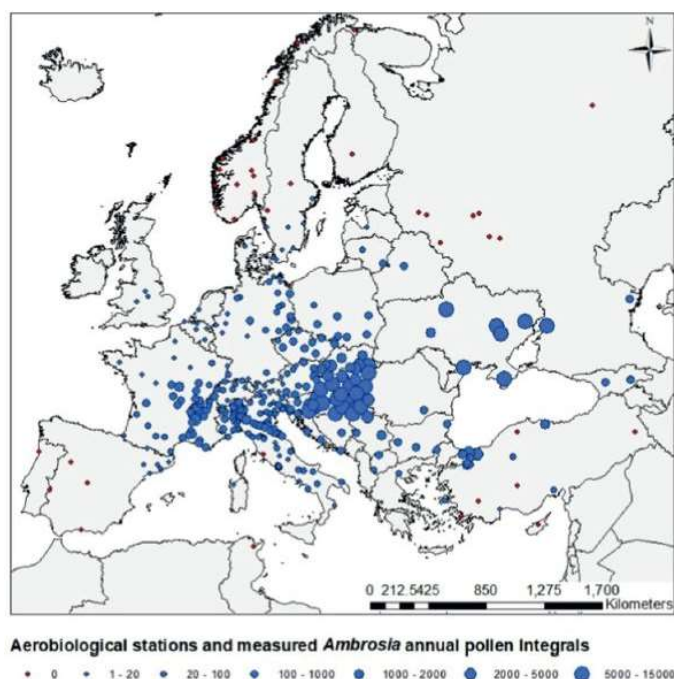 N
0 212.5425 850 1,275 1,700
Kilometers
Aerobiological stations and measured Ambrosia annual pollen integrals
0 1 - 20 20 - 100 100 - 1000 1000 - 2000 2000 - 5000 5000 - 15000